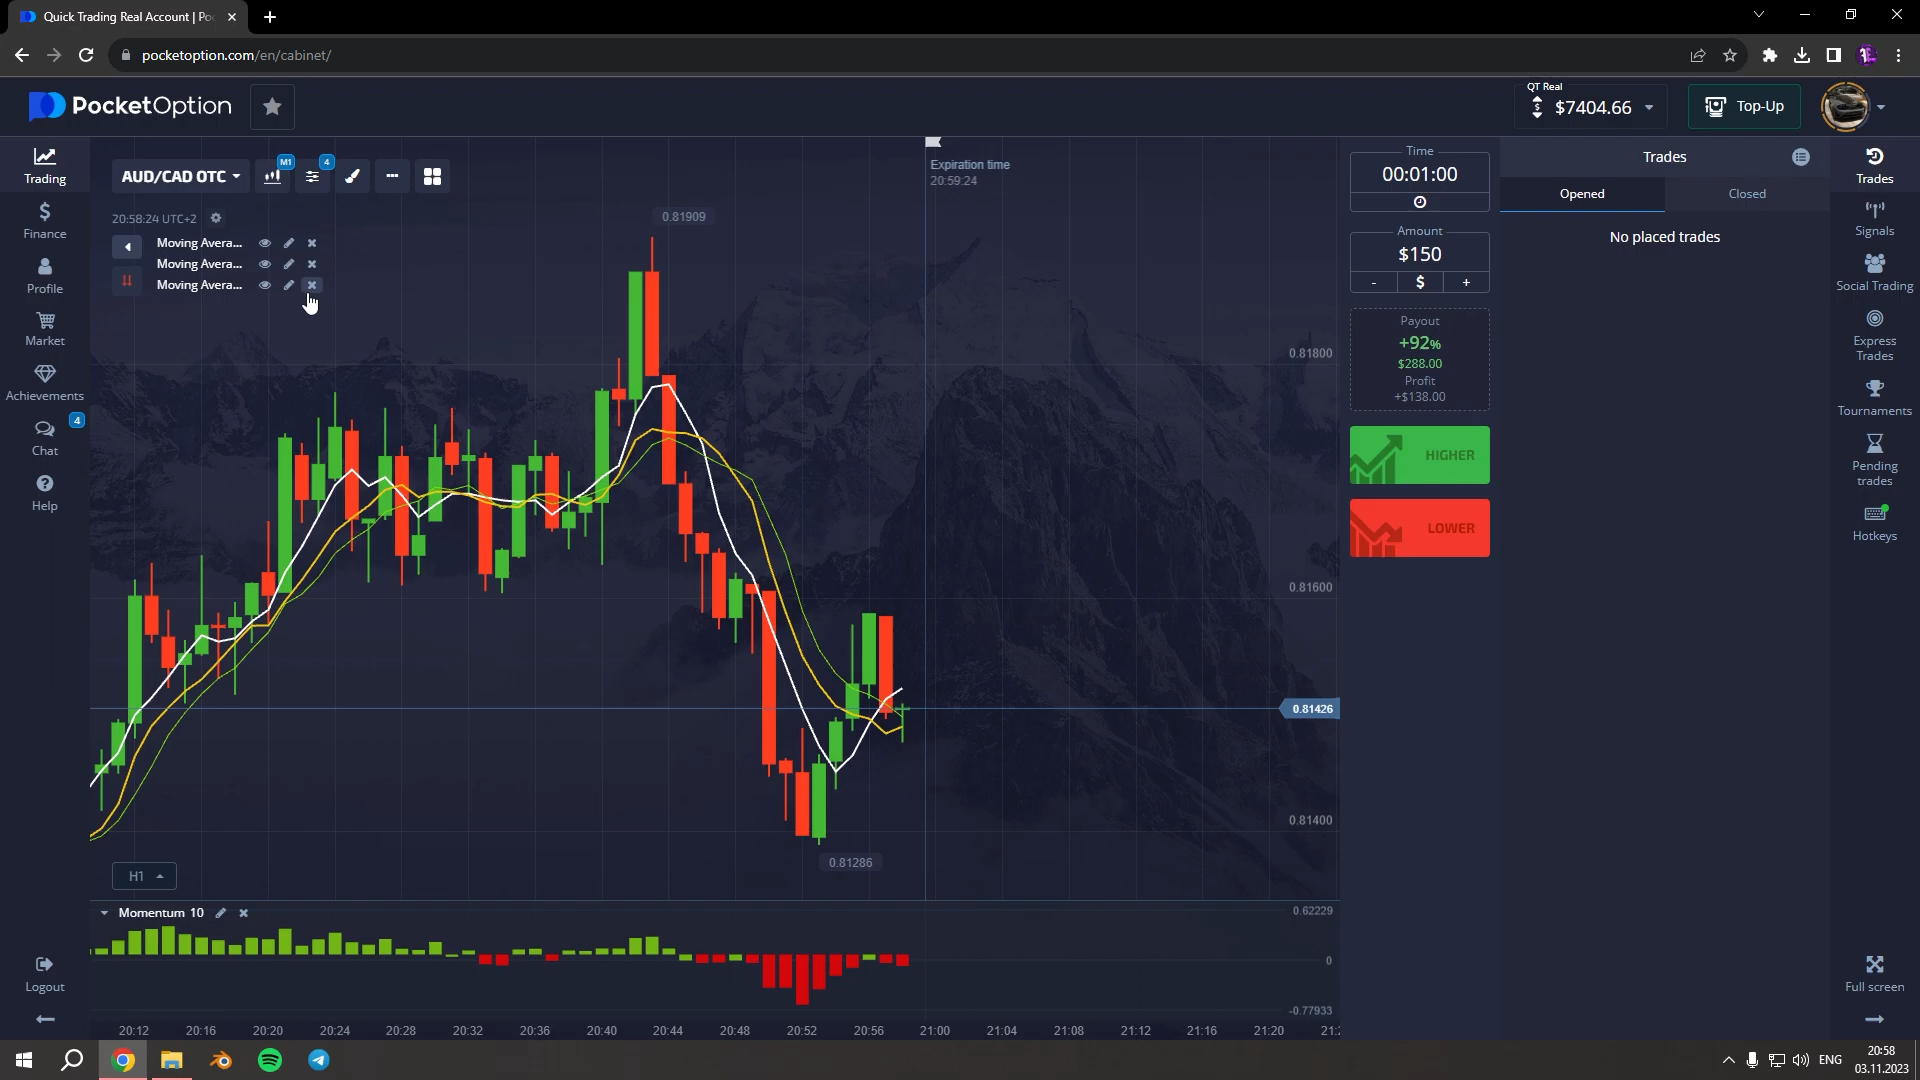 Quick Trading Real Account | Po
pocketoption.com/en/cabinet/
PocketOption
QT Real
$7404.66
Top-Up
Trading
Finance
Profile
Market
Achievements
4
Chat
Help
Logout
AUD/CAD OTC
M1
4
20:58:24 UTC+2
Moving Avera...
Moving Avera...
Moving Avera...
Expiration time
20:59:24
0.81909
0.81800
0.81600
0.81426
0.81400
0.81286
H1
Momentum 10
0.62229
0
-0.77933
20:12 20:16 20:20 20:24 20:28 20:32 20:36 20:40 20:44 20:48 20:52 20:56 21:00 21:04 21:08 21:12 21:16 21:20 21:2
Time
00:01:00
Amount
$150
- $ +
Payout
+92%
$288.00
Profit
+$138.00
HIGHER
LOWER
Trades
Opened Closed
No placed trades
Trades
Signals
Social Trading
Express
Trades
Tournaments
Pending
trades
Hotkeys
Full screen
ENG
20:58
03.11.2023